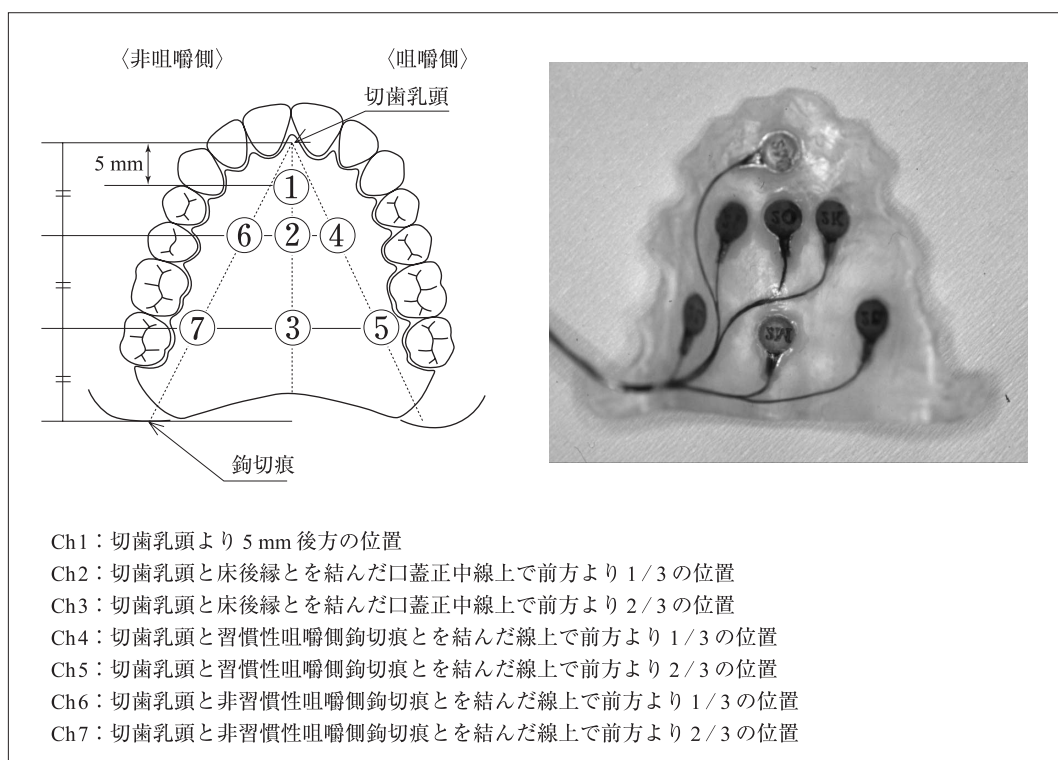 〈非咀嚼側〉
〈咀嚼側〉
切歯乳頭
5 mm
1
6
2
4
7
3
5
鉤切痕
2O
2K
2M
Ch1：切歯乳頭より 5 mm 後方の位置
Ch2：切歯乳頭と床後縁とを結んだ口蓋正中線上で前方より 1/3 の位置
Ch3：切歯乳頭と床後縁とを結んだ口蓋正中線上で前方より 2/3 の位置
Ch4：切歯乳頭と習慣性咀嚼側鉤切痕とを結んだ線上で前方より 1/3 の位置
Ch5：切歯乳頭と習慣性咀嚼側鉤切痕とを結んだ線上で前方より 2/3 の位置
Ch6：切歯乳頭と非習慣性咀嚼側鉤切痕とを結んだ線上で前方より 1/3 の位置
Ch7：切歯乳頭と非習慣性咀嚼側鉤切痕とを結んだ線上で前方より 2/3 の位置